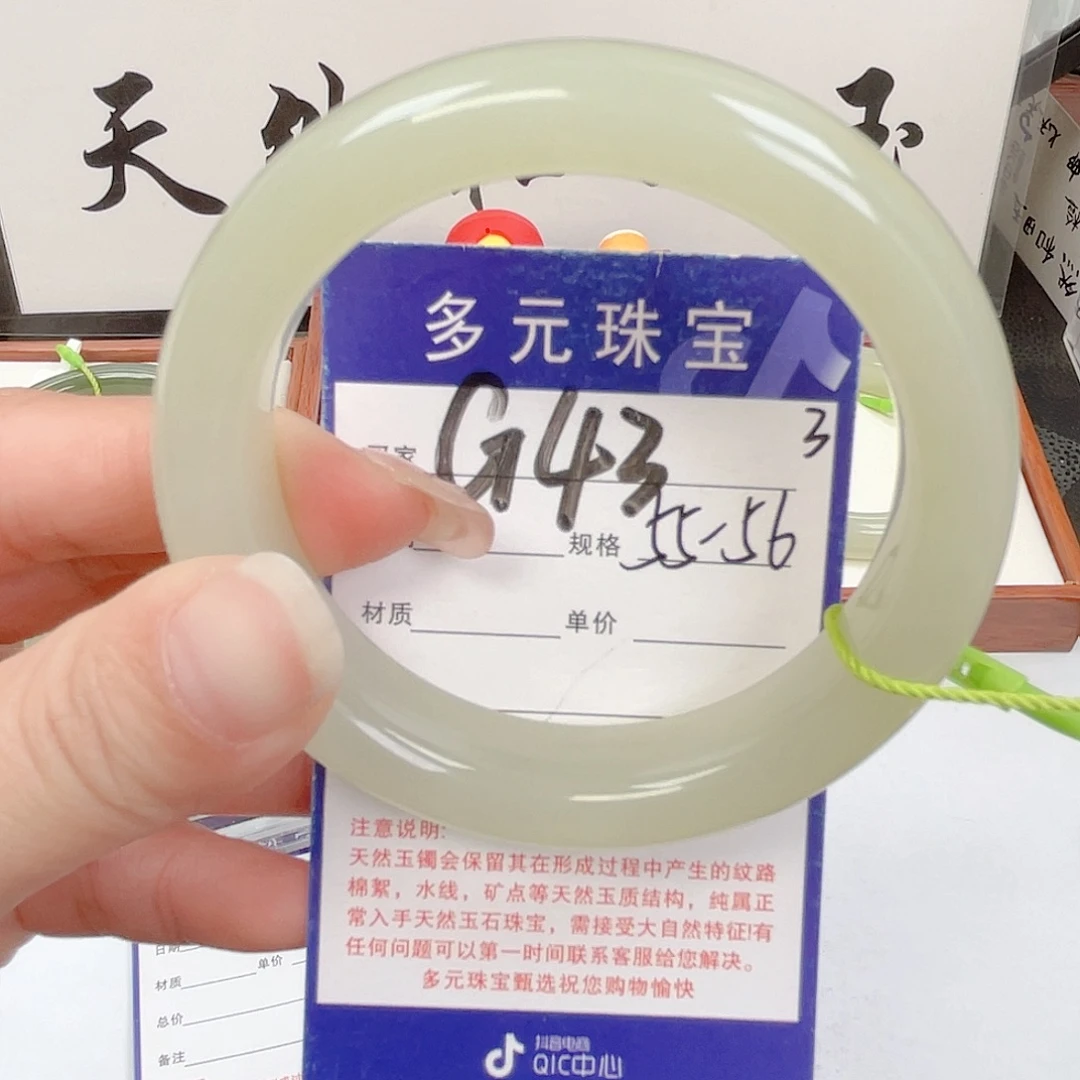 天 然 玉
多元珠宝
G43
3
买家
规格 55-56
材质 单价
注意说明:
天然玉镯会保留其在形成过程中产生的纹路
棉絮，水线，矿点等天然玉质结构，纯属正
常入手天然玉石珠宝，需接受大自然特征!有
任何问题可以第一时间联系客服给您解决。
多元珠宝甄选祝您购物愉快
抖音电商
QIC中心
日期
材质 单价
总价
备注